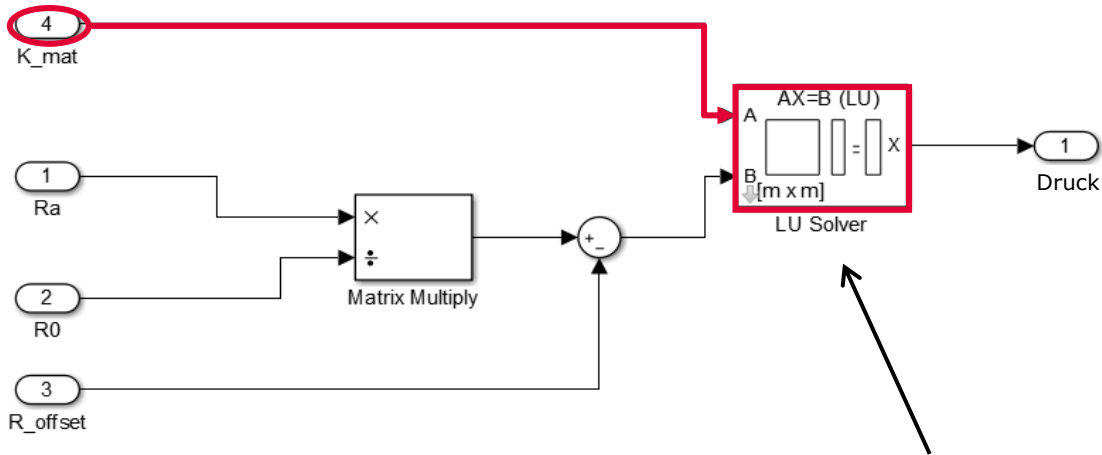 4
K_mat
AX=B (LU)
A
B
=
X
[m x m]
LU Solver
1
Druck
1
Ra
×
÷
Matrix Multiply
+
-
2
R0
3
R_offset